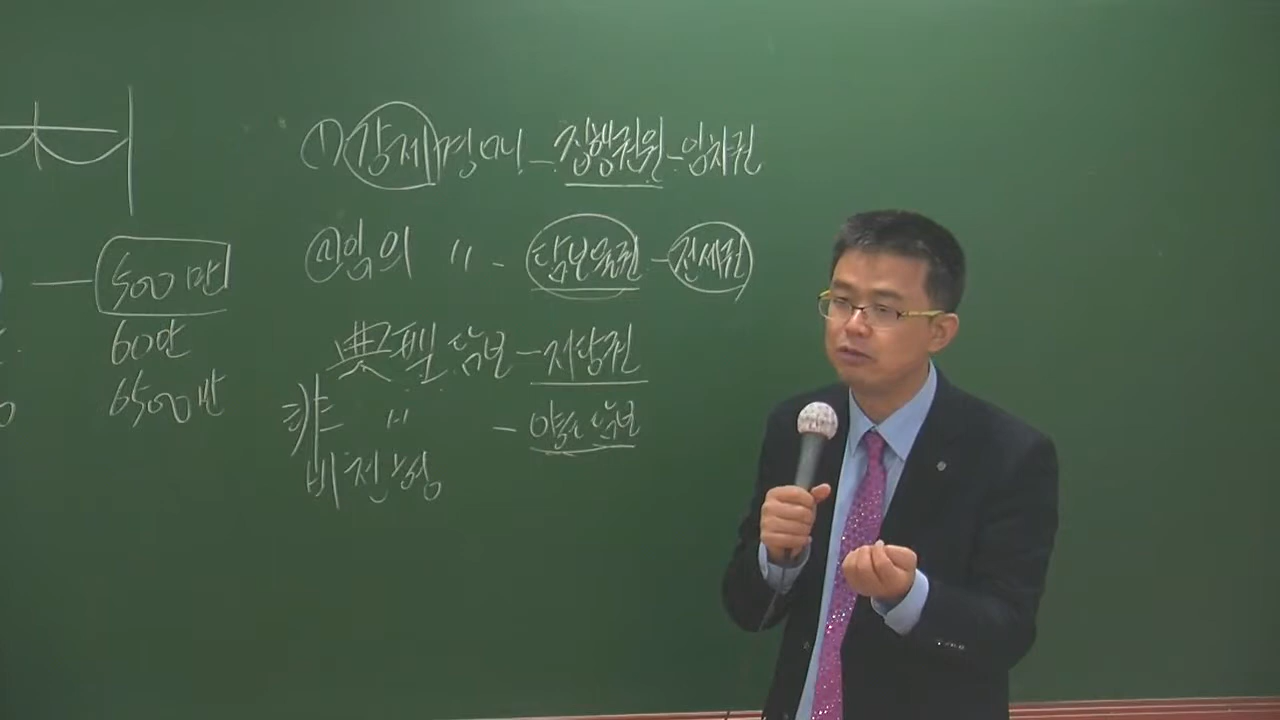 (1) 강제경매 - 집행권원 - 임차권
② 임의 〃 - 담보물권 - 전세권
典型담보 - 저당권
非 〃 - 양도담보
비전형
500만
60만
6500만